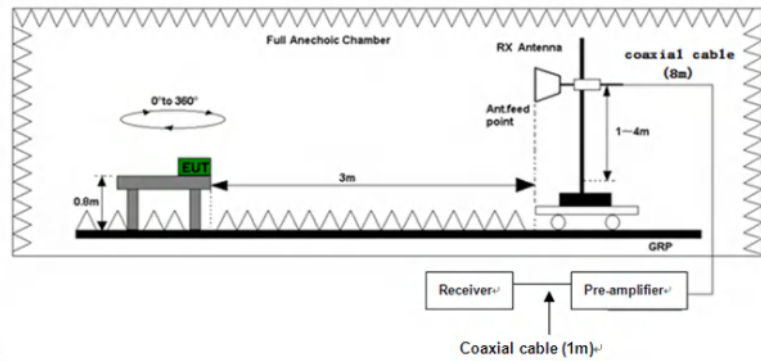 Full Anechoic Chamber
RX Antenna
coaxial cable
(8m)
0°to 360°
Ant.feed
point
1～4m
EUT
3m
0.8m
GRP
Receiver
Pre-amplifier
Coaxial cable (1m)